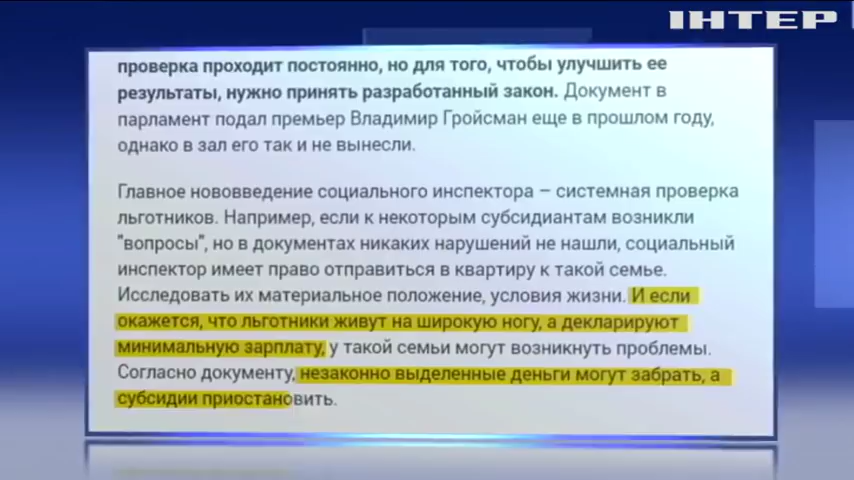 ІНТЕР
проверка проходит постоянно, но для того, чтобы улучшить ее
результаты, нужно принять разработанный закон. Документ в
парламент подал премьер Владимир Гройсман еще в прошлом году,
однако в зал его так и не вынесли.
Главное нововведение социального инспектора – системная проверка
льготников. Например, если к некоторым субсидиантам возникли
"вопросы", но в документах никаких нарушений не нашли, социальный
инспектор имеет право отправиться в квартиру к такой семье.
Исследовать их материальное положение, условия жизни. И если
окажется, что льготники живут на широкую ногу, а декларируют
минимальную зарплату, у такой семьи могут возникнуть проблемы.
Согласно документу, незаконно выделенные деньги могут забрать, а
субсидии приостановить.